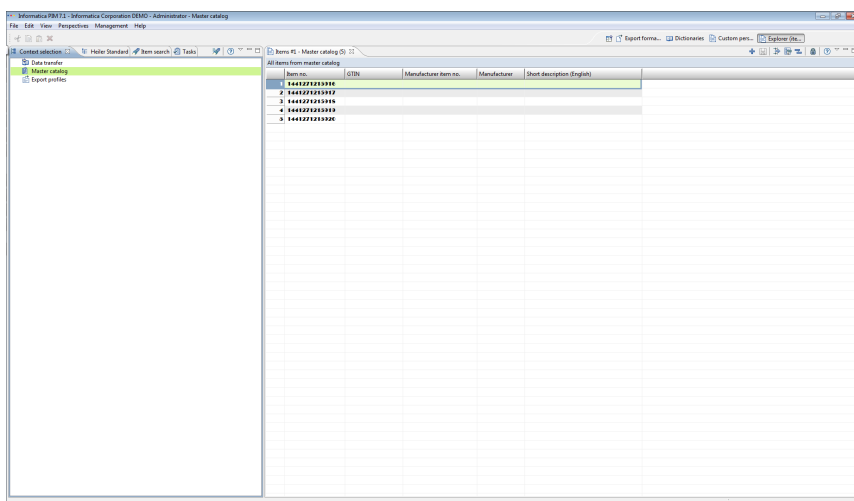 Informatica PIM 7.1 - Informatica Corporation DEMO - Administrator - Master catalog
File Edit View Perspectives Management Help
Export forma... Dictionaries Custom pers... Explorer (ite...
Context selection Heiler Standard Item search Tasks
Items #1 - Master catalog (5)
Data transfer
Master catalog
Export profiles
All items from master catalog
Item no. GTIN Manufacturer item no. Manufacturer Short description (English)
1 1441271215916
2 1441271215917
3 1441271215918
4 1441271215919
5 1441271215920